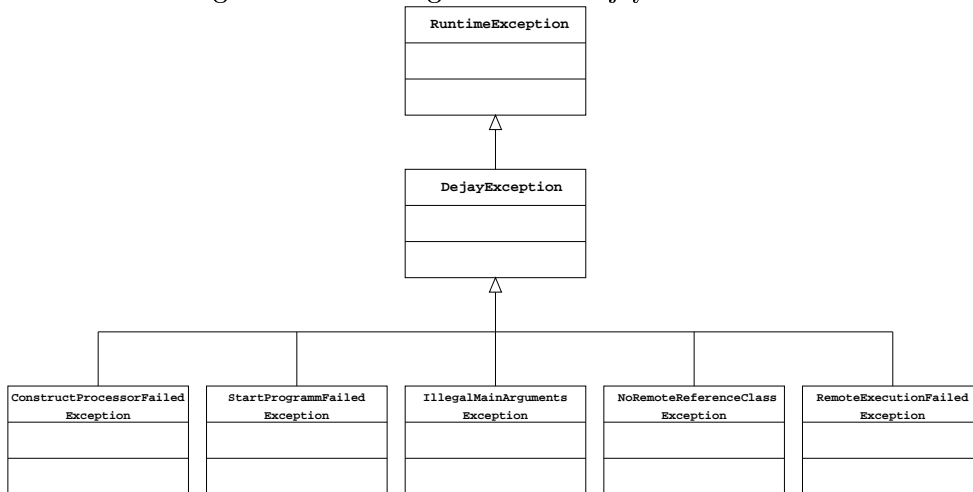 RuntimeException
DejayException
ConstructProcessorFailed
Exception
StartProgrammFailed
Exception
IllegalMainArguments
Exception
NoRemoteReferenceClass
Exception
RemoteExecutionFailed
Exception